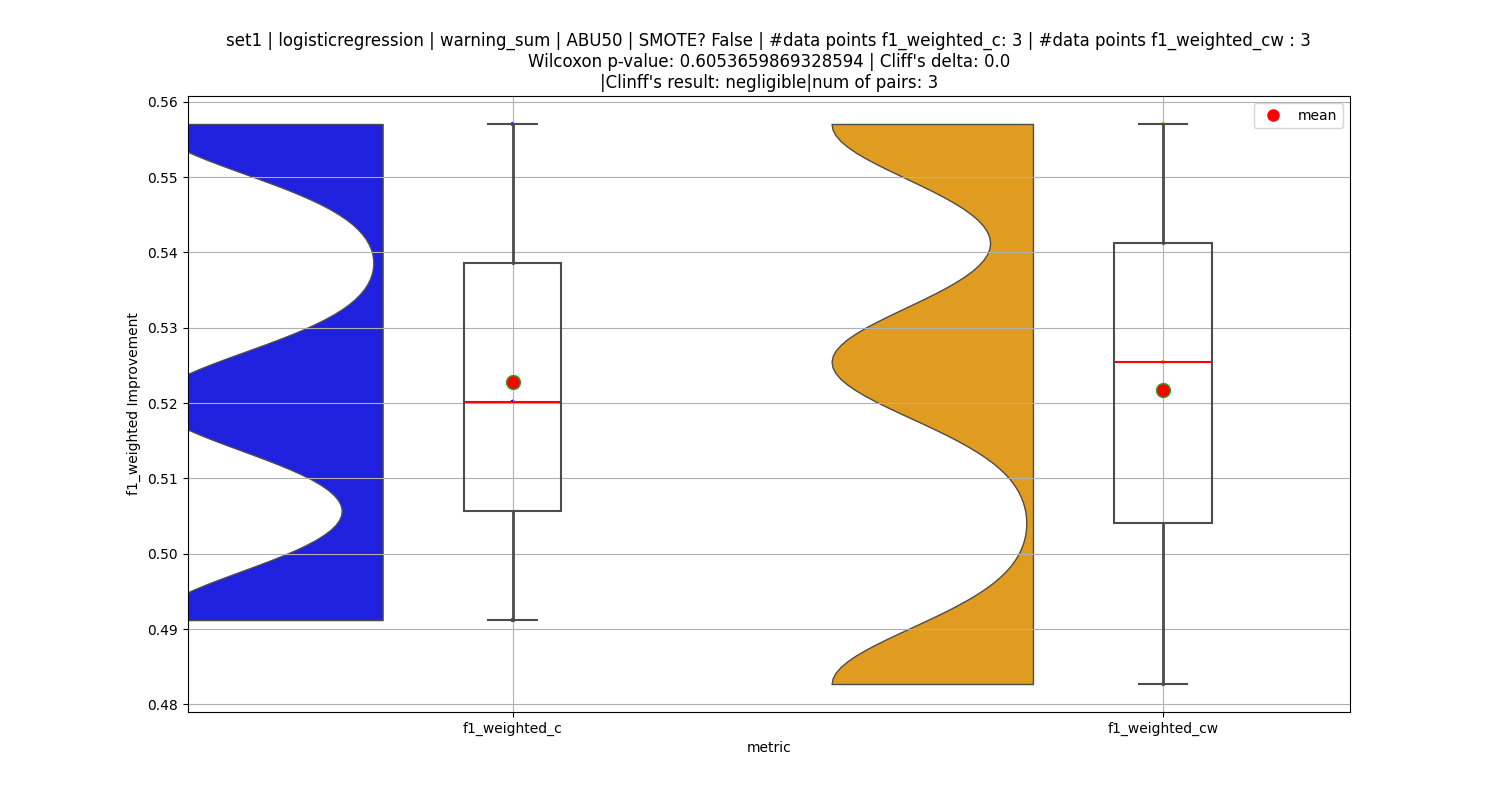 set1 | logisticregression | warning_sum | ABU50 | SMOTE? False | #data points f1_weighted_c: 3 | #data points f1_weighted_cw : 3
Wilcoxon p-value: 0.6053659869328594 | Cliff's delta: 0.0
|Clinff's result: negligible|num of pairs: 3
mean
0.56
0.55
0.54
0.53
0.52
0.51
0.50
0.49
0.48
f1_weighted Improvement
f1_weighted_c
f1_weighted_cw
metric